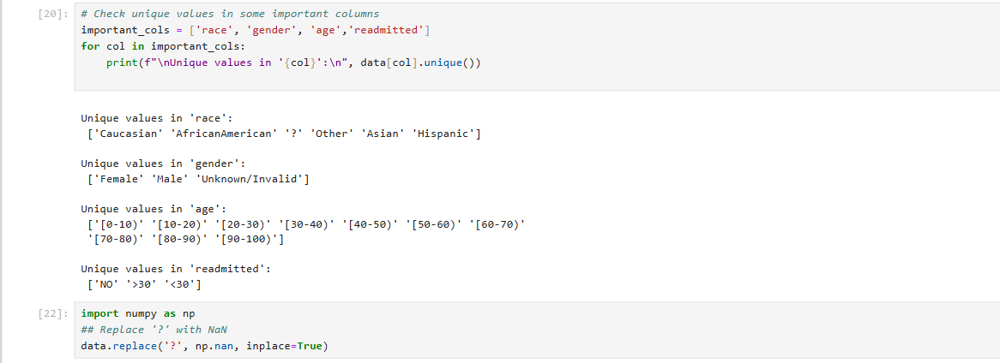 [20]: # Check unique values in some important columns
important_cols = ['race', 'gender', 'age','readmitted']
for col in important_cols:
    print(f"\nUnique values in '{col}':\n", data[col].unique())
Unique values in 'race':
 ['Caucasian' 'AfricanAmerican' '?' 'Other' 'Asian' 'Hispanic']
Unique values in 'gender':
 ['Female' 'Male' 'Unknown/Invalid']
Unique values in 'age':
 ['[0-10)' '[10-20)' '[20-30)' '[30-40)' '[40-50)' '[50-60)' '[60-70)'
 '[70-80)' '[80-90)' '[90-100)']
Unique values in 'readmitted':
 ['NO' '>30' '<30']
[22]: import numpy as np
## Replace '?' with NaN
data.replace('?', np.nan, inplace=True)